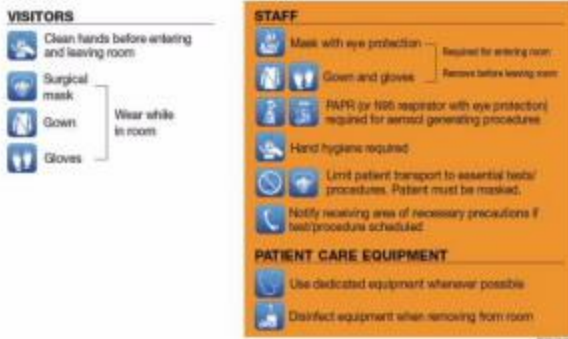 VISITORS
Clean hands before entering
and leaving room
Surgical
mask
Gown
Gloves
Wear while
in room
STAFF
Mask with eye protection
Required for entering room
Gown and gloves
Remove before leaving room
PAPR (or N95 respirator with eye protection)
required for aerosol generating procedures
Hand hygiene required
Limit patient transport to essential tests/
procedures. Patient must be masked.
Notify receiving area of necessary precautions if
test/procedure scheduled
PATIENT CARE EQUIPMENT
Use dedicated equipment whenever possible
Disinfect equipment when removing from room